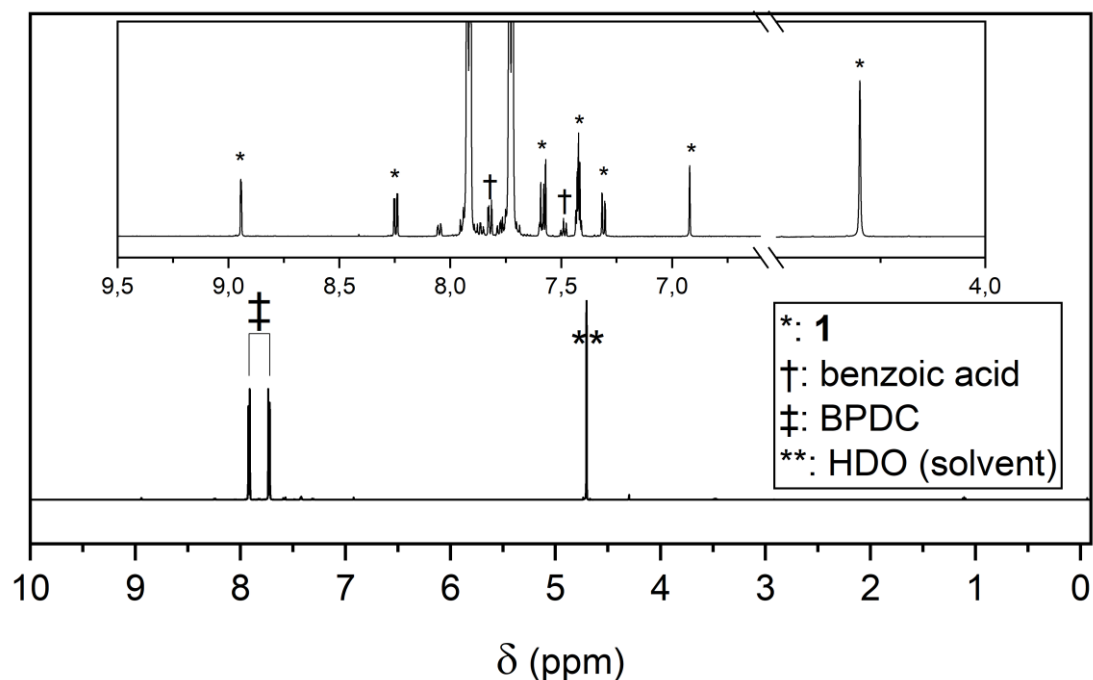 * * † * † * * * *
9,5 9,0 8,5 8,0 7,5 7,0 4,0
‡
**
*: 1
†: benzoic acid
‡: BPDC
**: HDO (solvent)
10 9 8 7 6 5 4 3 2 1 0
δ (ppm)